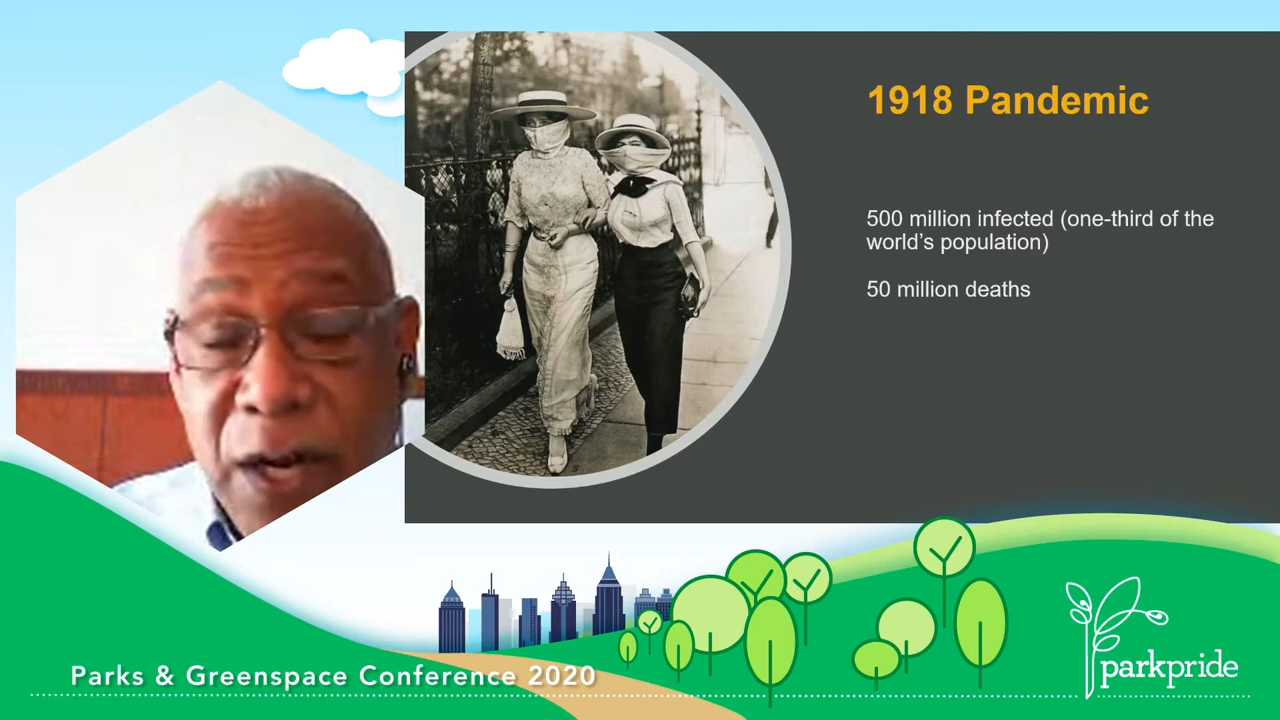 1918 Pandemic
500 million infected (one-third of the
world's population)
50 million deaths
Parks & Greenspace Conference 2020
parkpride